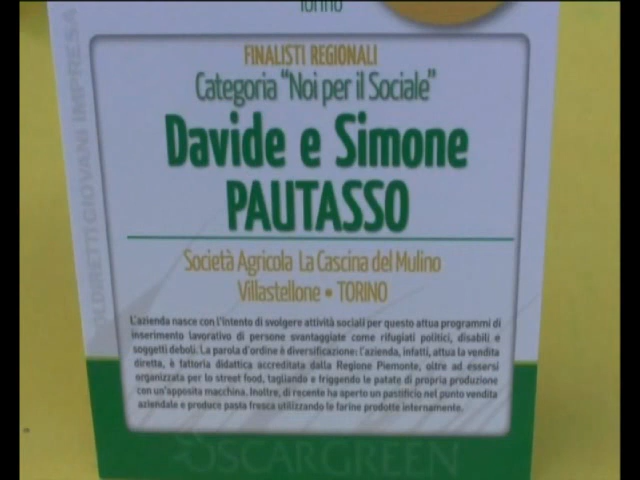 Torino
FINALISTI REGIONALI
Categoria "Noi per il Sociale"
Davide e Simone
PAUTASSO
Società Agricola La Cascina del Mulino
Villastellone • TORINO
L'azienda nasce con l'intento di svolgere attività sociali per questo attua programmi di
inserimento lavorativo di persone svantaggiate come rifugiati politici, disabili e
soggetti deboli. La parola d'ordine è diversificazione: l'azienda, infatti, attua la vendita
diretta, è fattoria didattica accreditata dalla Regione Piemonte, oltre ad essersi
organizzata per lo street food, tagliando e friggendo le patate di propria produzione
con un'apposita macchina. Inoltre, di recente ha aperto un pastificio nel punto vendita
aziendale e produce pasta fresca utilizzando le farine prodotte internamente.
OLDIRETTI GIOVANI IMPRESA
OSCARGREEN